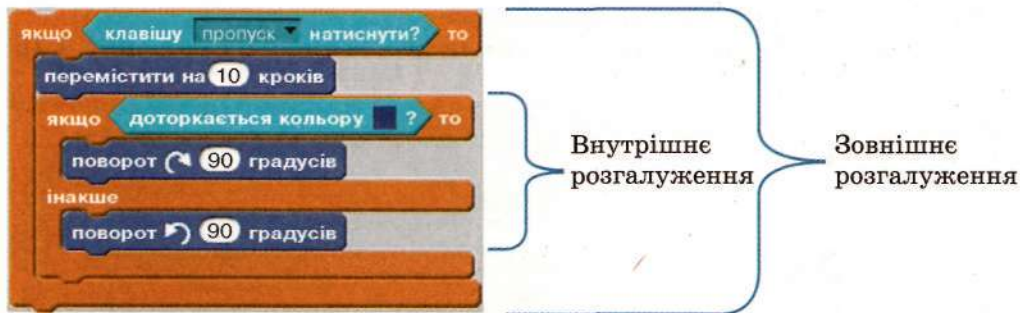 якщо клавішу пропуск натиснути? то
перемістити на 10 кроків
якщо доторкається кольору ? то
поворот 90 градусів
інакше
поворот 90 градусів
Внутрішнє
розгалуження
Зовнішнє
розгалуження